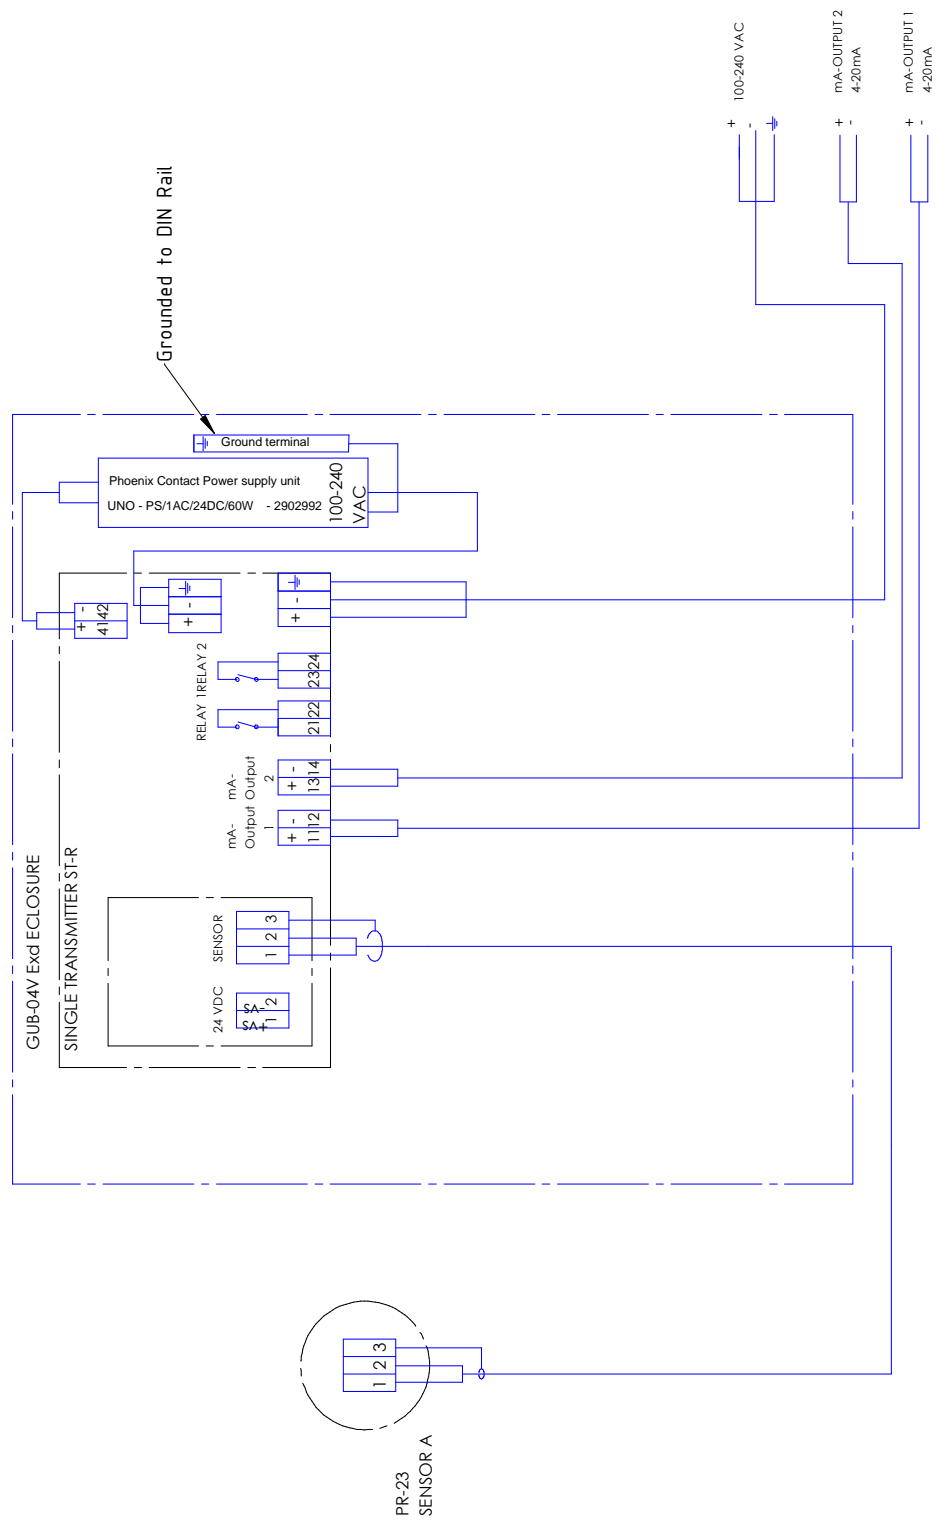 100-240 VAC
+
-
mA-OUTPUT 2
4-20mA
+
-
mA-OUTPUT 1
4-20mA
+
-
Grounded to DIN Rail
Ground terminal
Phoenix Contact Power supply unit
UNO - PS/1AC/24DC/60W - 2902992
100-240
VAC
+ -
41 42
+ -
+ -
RELAY 1 RELAY 2
23 24
21 22
mA-
Output
2
+ -
13 14
mA-
Output
1
+ -
11 12
GUB-04V Exd ECLOSURE
SINGLE TRANSMITTER ST-R
SENSOR
1 2 3
24 VDC
+VS -VS
1 2
1 2 3
PR-23
SENSOR A